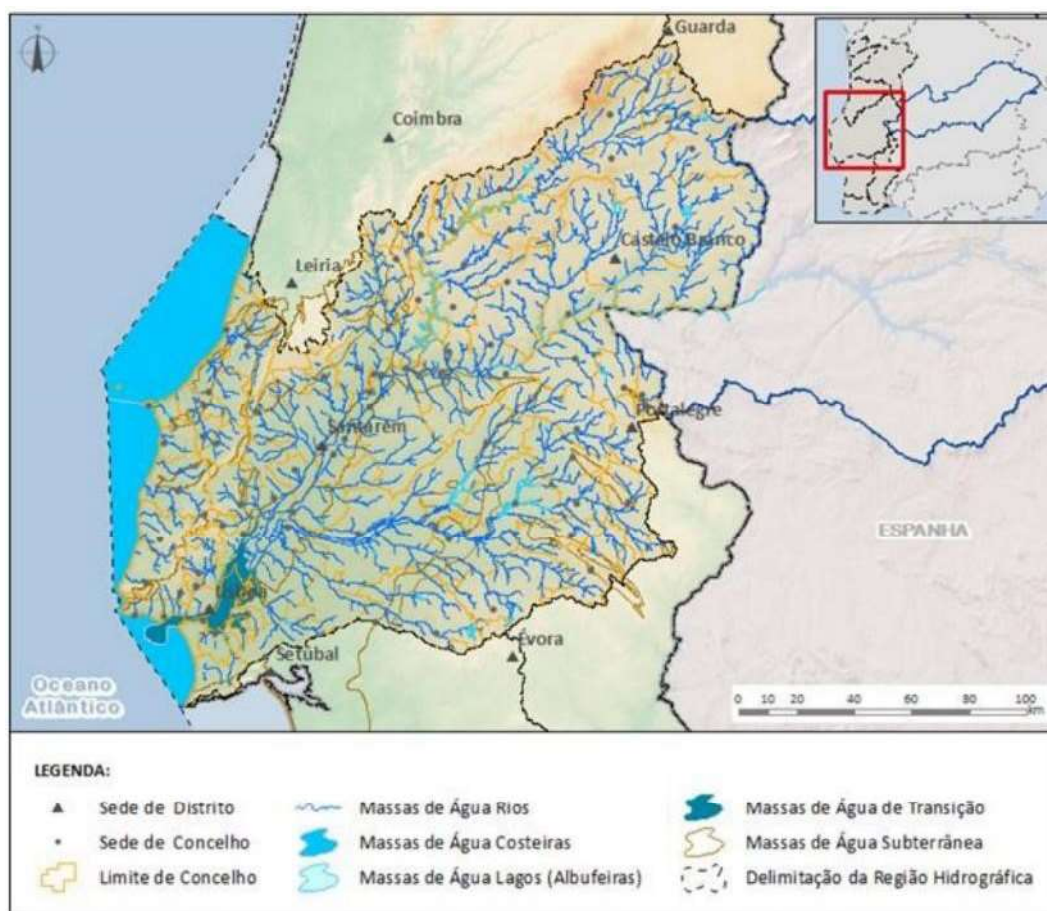 Guarda
Coimbra
Castelo Branco
Leiria
Portalegre
Santarém
ESPANHA
Lisboa
Évora
Setúbal
Oceano
Atlântico
0 10 20 40 60 80 100
km
LEGENDA:
Sede de Distrito
Massas de Água Rios
Massas de Água de Transição
Sede de Concelho
Massas de Água Costeiras
Massas de Água Subterrânea
Limite de Concelho
Massas de Água Lagos (Albufeiras)
Delimitação da Região Hidrográfica